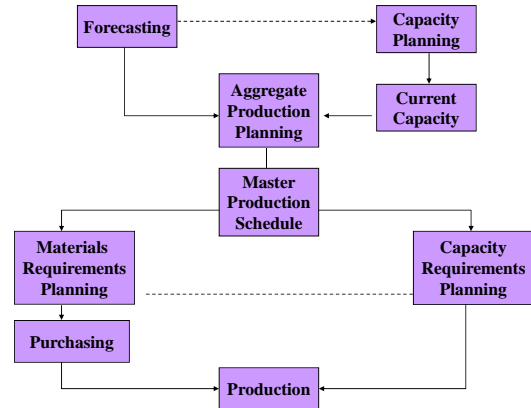 Forecasting
Capacity
Planning
Aggregate
Production
Planning
Current
Capacity
Master
Production
Schedule
Materials
Requirements
Planning
Capacity
Requirements
Planning
Purchasing
Production